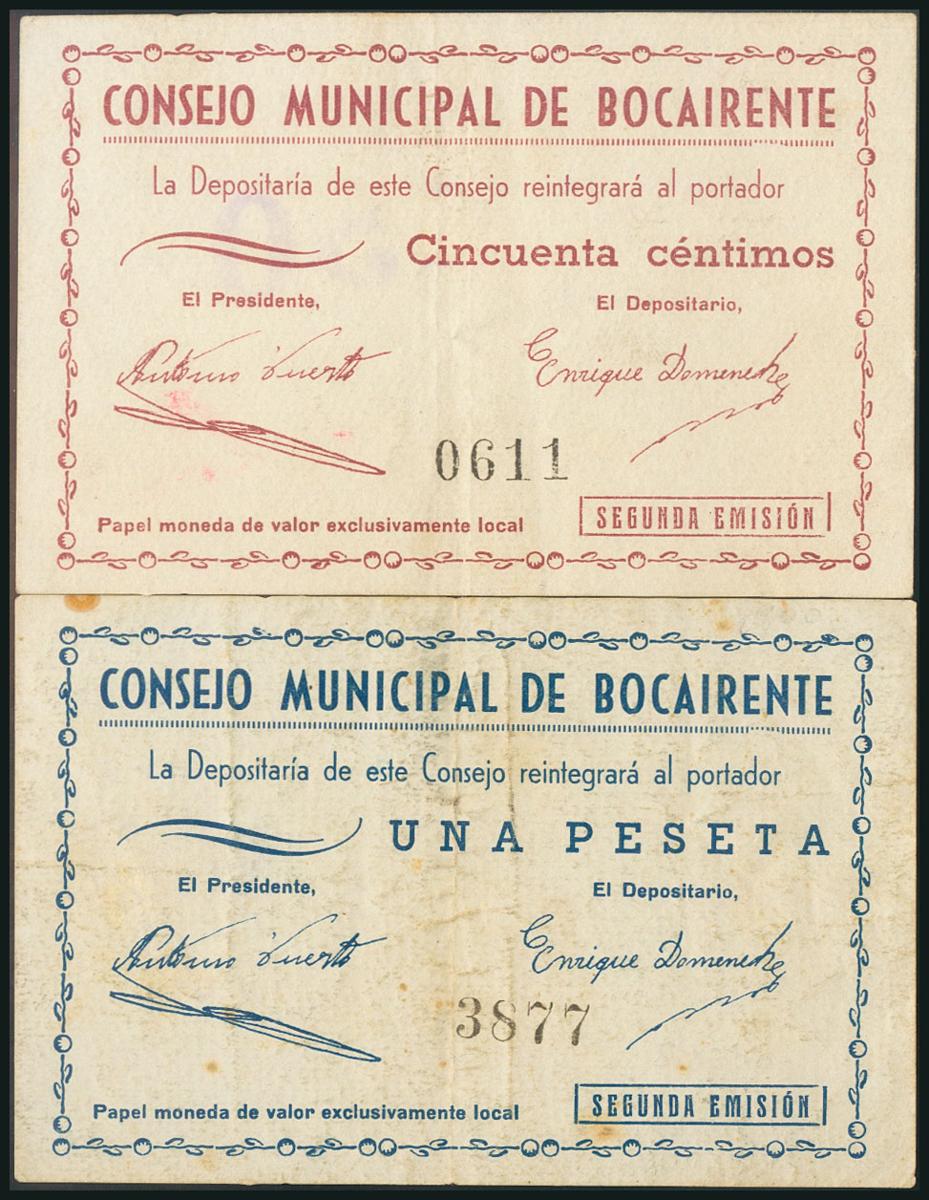 CONSEJO MUNICIPAL DE BOCAIRENTE
La Depositaría de este Consejo reintegrará al portador
Cincuenta céntimos
El Presidente, El Depositario,
Antonio Enrique Domenech
0611
Papel moneda de valor exclusivamente local SEGUNDA EMISIÓN
CONSEJO MUNICIPAL DE BOCAIRENTE
La Depositaría de este Consejo reintegrará al portador
UNA PESETA
El Presidente, El Depositario,
Antonio Enrique Domenech
3877
Papel moneda de valor exclusivamente local SEGUNDA EMISIÓN